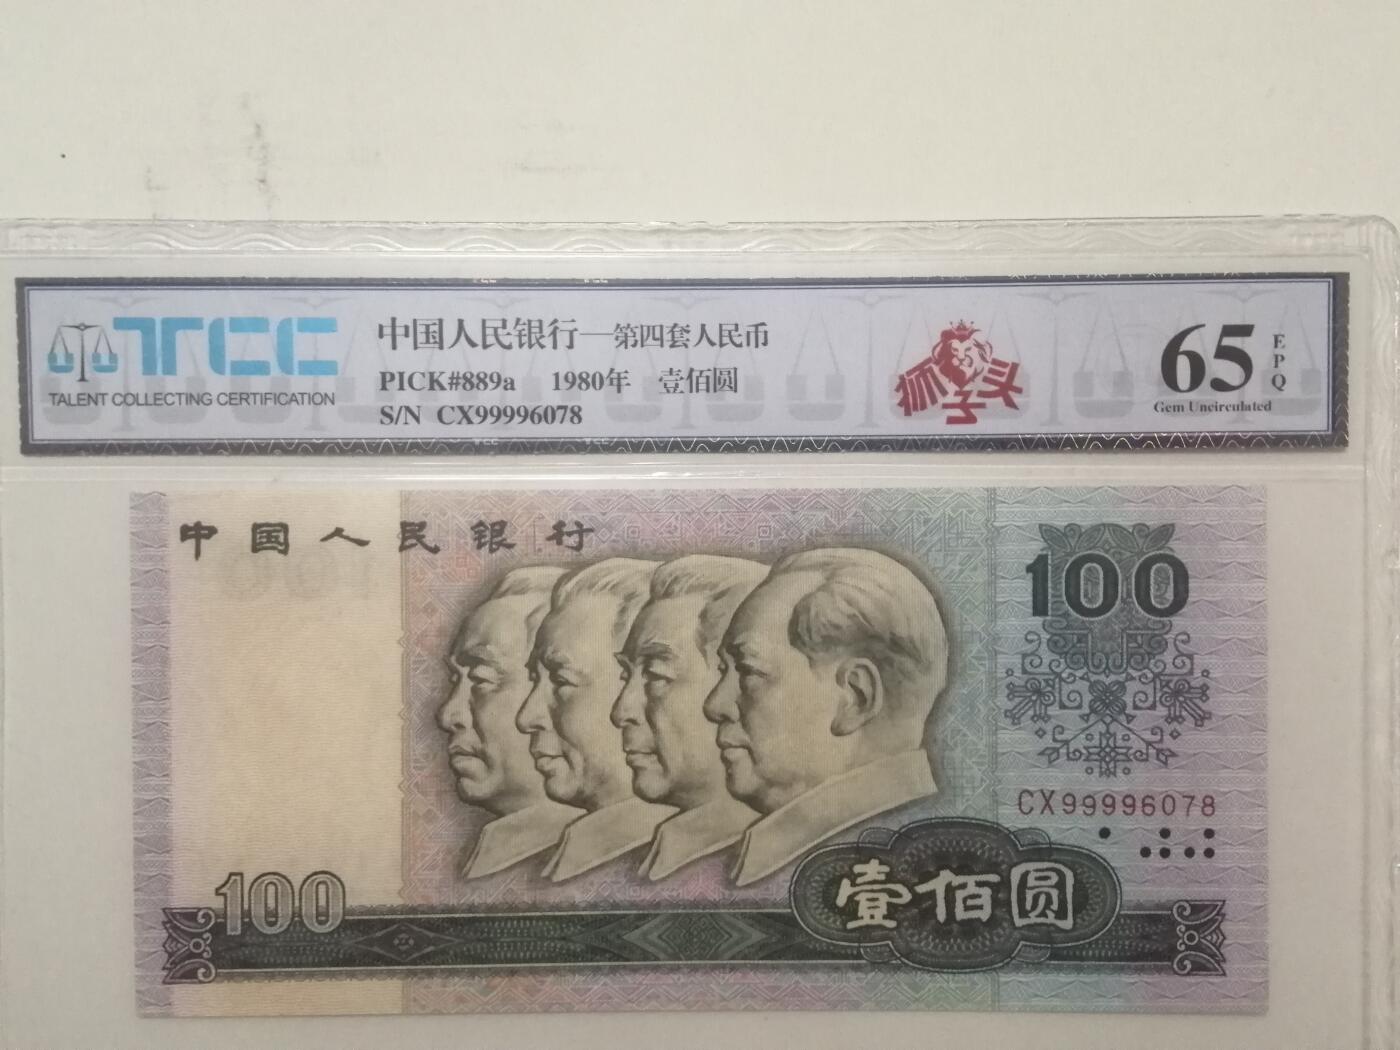 TCC
TALENT COLLECTING CERTIFICATION
中国人民银行—第四套人民币
PICK#889a 1980年 壹佰圆
S/N CX99996078
狮子头
65 EPQ
Gem Uncirculated
中国人民银行
100
CX99996078
100
壹佰圆